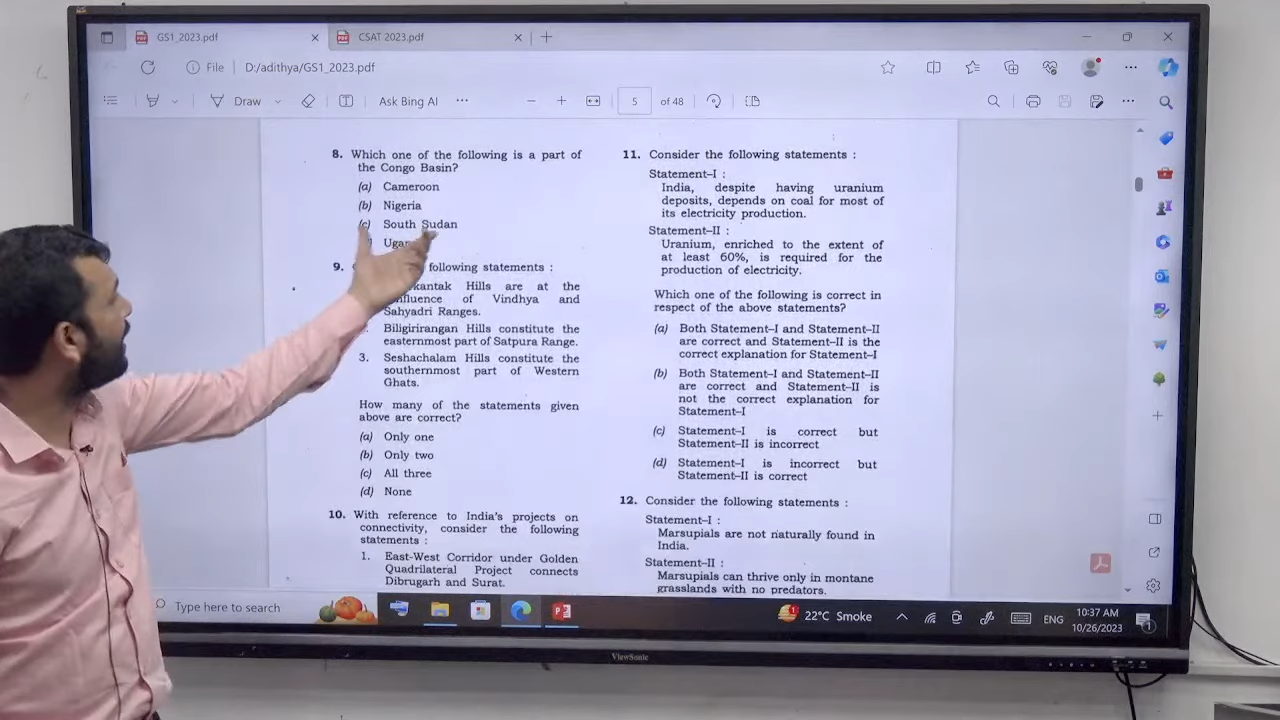 GS1_2023.pdf
CSAT 2023.pdf
File D:/adithya/GS1_2023.pdf
Draw
Ask Bing AI
5 of 48
8. Which one of the following is a part of
the Congo Basin?
(a) Cameroon
(b) Nigeria
(c) South Sudan
9.
following statements :
Hills are at the
of Vindhya and
Sahyadri Ranges.
Biligirirangan Hills constitute the
easternmost part of Satpura Range.
3. Seshachalam Hills constitute the
southernmost part of Western
Ghats.
How many of the statements given
above are correct?
(a) Only one
(b) Only two
(c) All three
(d) None
10. With reference to India's projects on
connectivity, consider the following
statements :
1. East-West Corridor under Golden
Quadrilateral Project connects
Dibrugarh and Surat.
11. Consider the following statements :
Statement–I :
India, despite having uranium
deposits, depends on coal for most of
its electricity production.
Statement–II :
Uranium, enriched to the extent of
at least 60%, is required for the
production of electricity.
Which one of the following is correct in
respect of the above statements?
(a) Both Statement–I and Statement–II
are correct and Statement–II is the
correct explanation for Statement–I
(b) Both Statement–I and Statement–II
are correct and Statement–II is
not the correct explanation for
Statement–I
(c) Statement–I is correct but
Statement–II is incorrect
(d) Statement–I is incorrect but
Statement–II is correct
12. Consider the following statements :
Statement–I :
Marsupials are not naturally found in
India.
Statement–II :
Marsupials can thrive only in montane
grasslands with no predators.
Type here to search
22°C Smoke
ENG
10:37 AM
10/26/2023
ViewSonic